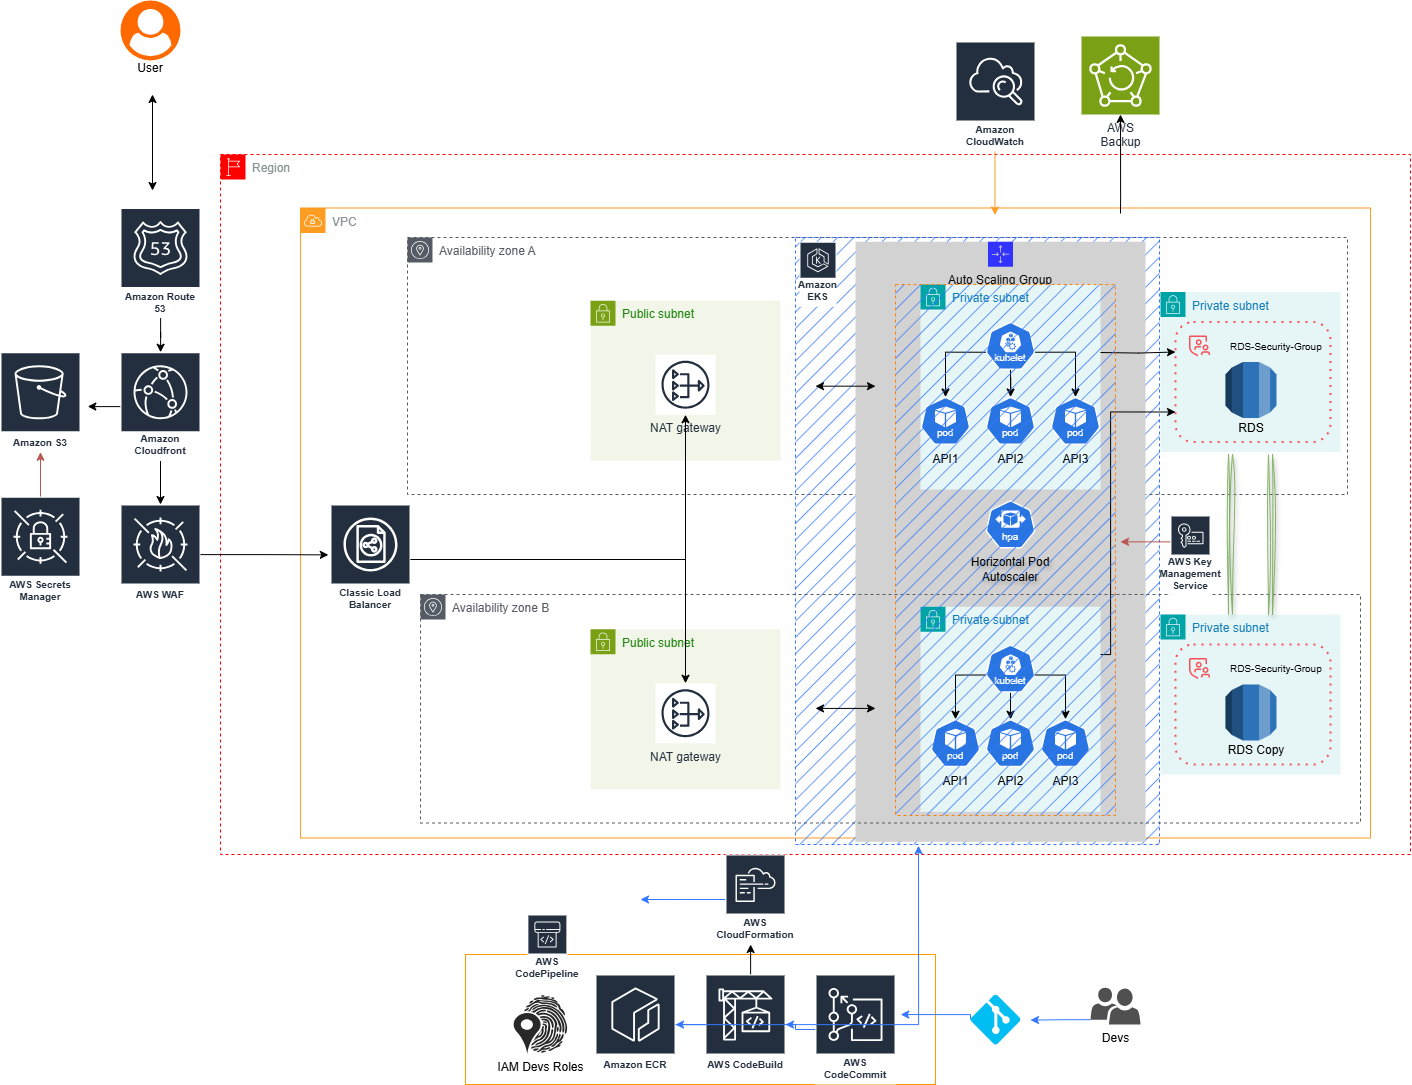 User
Amazon
CloudWatch
AWS
Backup
Region
VPC
53
Amazon Route
53
Availability zone A
Amazon
EKS
Auto Scaling Group
Private subnet
Public subnet
Private subnet
kubelet
RDS-Security-Group
NAT gateway
pod
pod
pod
API1
API2
API3
RDS
Amazon S3
Amazon
Cloudfront
AWS Secrets
Manager
AWS WAF
Classic Load
Balancer
hpa
Horizontal Pod
Autoscaler
AWS Key
Management
Service
Availability zone B
Public subnet
Private subnet
Private subnet
kubelet
RDS-Security-Group
NAT gateway
pod
pod
pod
API1
API2
API3
RDS Copy
AWS
CloudFormation
AWS
CodePipeline
IAM Devs Roles
Amazon ECR
AWS CodeBuild
AWS
CodeCommit
Devs